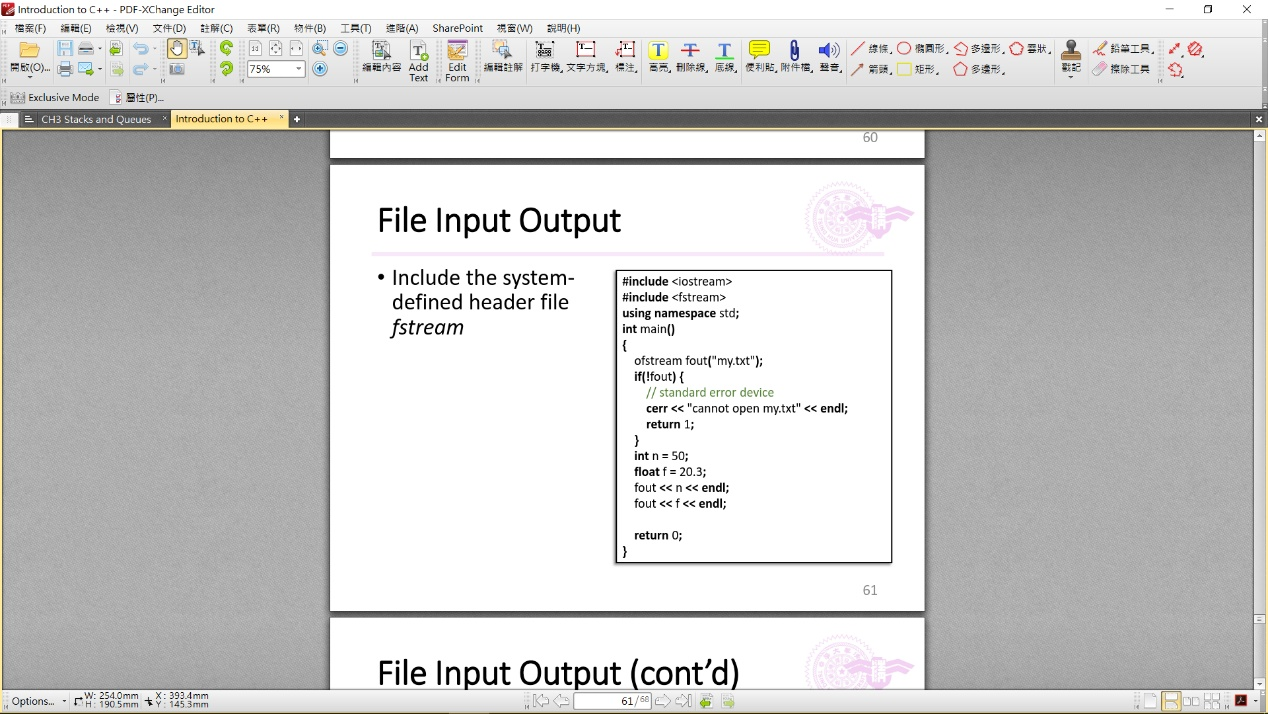 Introduction to C++ - PDF-XChange Editor
檔案(F) 編輯(E) 檢視(V) 文件(D) 註解(C) 表單(R) 物件(B) 工具(T) 進階(A) SharePoint 視窗(W) 說明(H)
開啟(O)... 75% 編輯內容 Add Text Edit Form 編輯註解 打字機 文字方塊 標注 高亮 刪除線 底線 便利貼 附件檔 聲音 線條 橢圓形 多邊形 雲狀 戳記 鉛筆工具
箭頭 矩形 多邊形 擦除工具
Exclusive Mode 屬性(P)...
CH3 Stacks and Queues × Introduction to C++ × +
60
File Input Output
• Include the system-
defined header file
fstream
#include <iostream>
#include <fstream>
using namespace std;
int main()
{
ofstream fout("my.txt");
if(!fout) {
// standard error device
cerr << "cannot open my.txt" << endl;
return 1;
}
int n = 50;
float f = 20.3;
fout << n << endl;
fout << f << endl;
return 0;
}
61
File Input Output (cont’d)
Options... W: 254.0mm X: 393.4mm
H: 190.5mm Y: 145.3mm
61/68